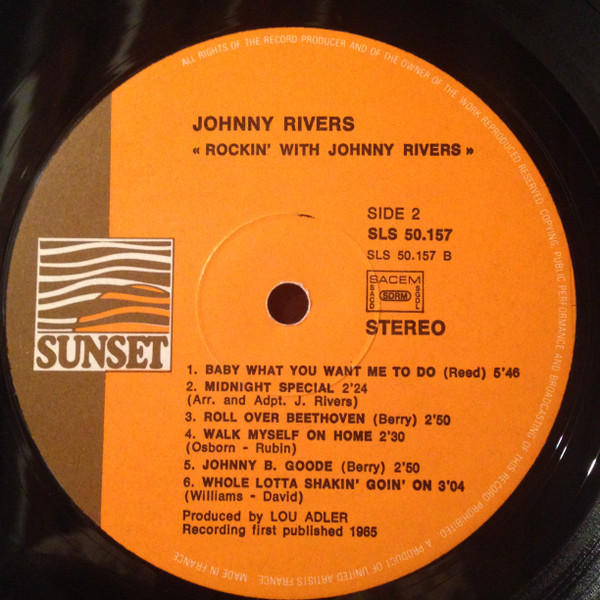 ALL RIGHTS OF THE RECORD PRODUCER AND OF THE OWNER OF THE WORK REPRODUCED RESERVED. COPYING, PUBLIC PERFORMANCE AND BROADCASTING OF THIS RECORD PROHIBITED. A PRODUCT OF UNITED ARTISTS FRANCE MADE IN FRANCE
JOHNNY RIVERS
« ROCKIN' WITH JOHNNY RIVERS »
SIDE 2
SLS 50.157
SLS 50.157 B
SACEM
SACD SDRM SGDL
STEREO
SUNSET
1. BABY WHAT YOU WANT ME TO DO (Reed) 5'46
2. MIDNIGHT SPECIAL 2'24
(Arr. and Adpt. J. Rivers)
3. ROLL OVER BEETHOVEN (Berry) 2'50
4. WALK MYSELF ON HOME 2'30
(Osborn - Rubin)
5. JOHNNY B. GOODE (Berry) 2'50
6. WHOLE LOTTA SHAKIN' GOIN' ON 3'04
(Williams - David)
Produced by LOU ADLER
Recording first published 1965